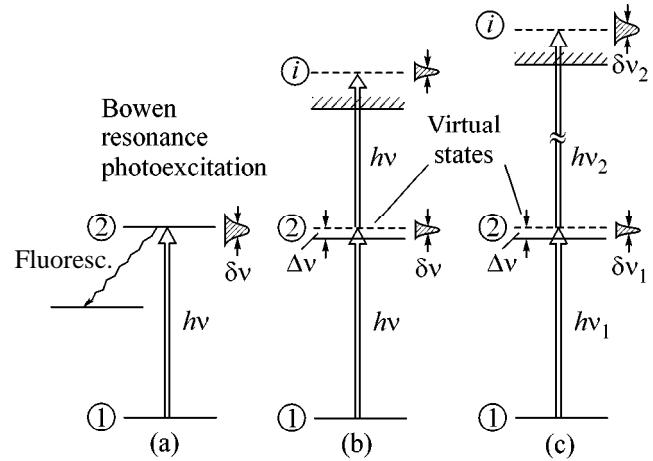 Bowen
resonance
photoexcitation
②
Fluoresc.
hν
δν
①
(a)
i
hν
Virtual
states
②
Δν
δν
hν
①
(b)
i
δν2
hν2
②
Δν
δν1
hν1
①
(c)